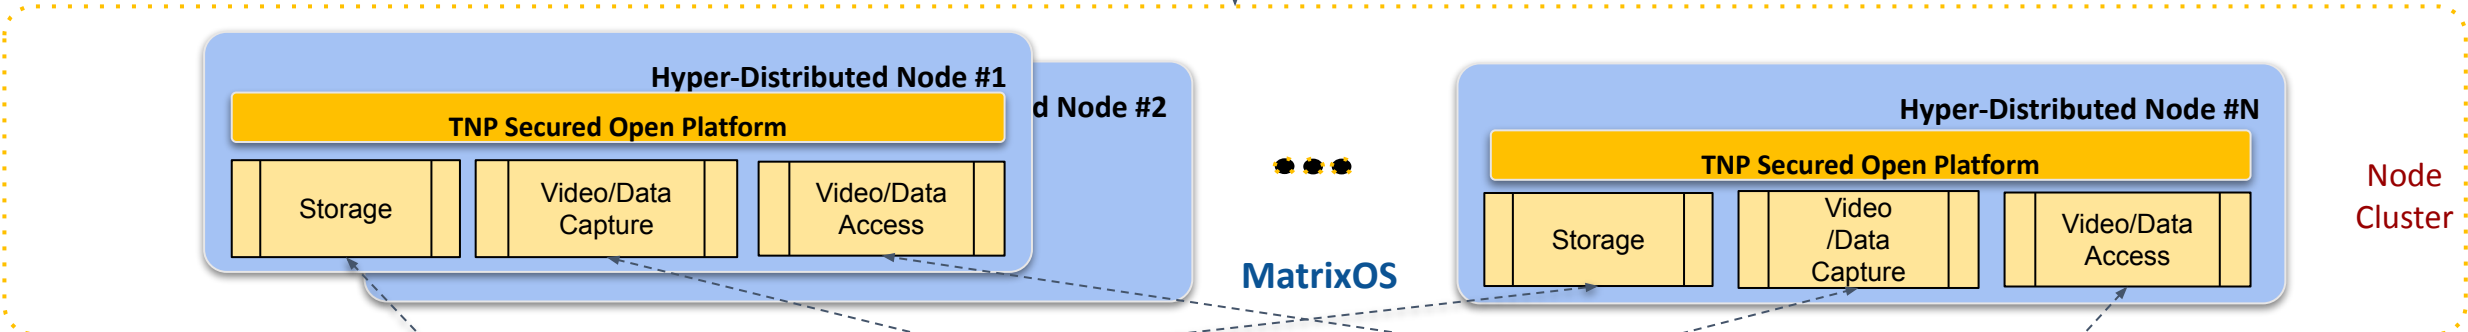 Hyper-Distributed Node #1
d Node #2
TNP Secured Open Platform
Storage
Video/Data
Capture
Video/Data
Access
MatrixOS
Hyper-Distributed Node #N
TNP Secured Open Platform
Storage
Video
/Data
Capture
Video/Data
Access
Node
Cluster